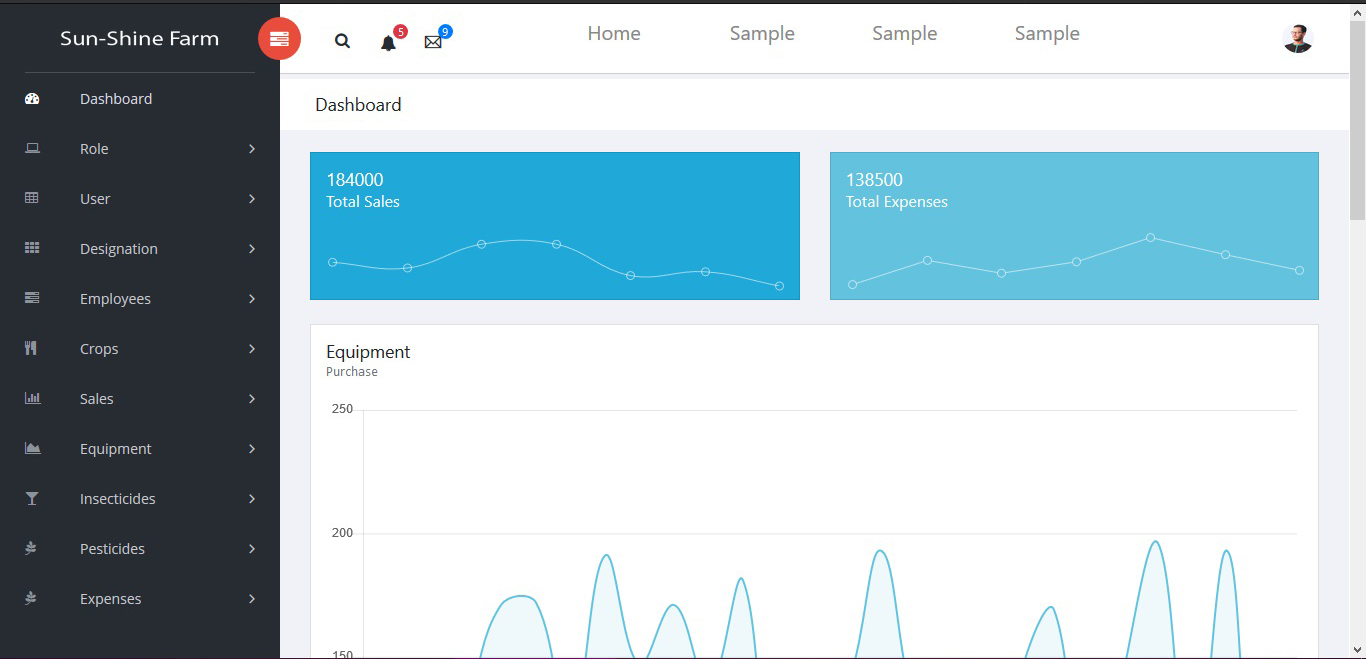 Sun-Shine Farm
5
9
Home
Sample
Sample
Sample
Dashboard
Role
User
Designation
Employees
Crops
Sales
Equipment
Insecticides
Pesticides
Expenses
Dashboard
184000
Total Sales
138500
Total Expenses
Equipment
Purchase
250
200
150